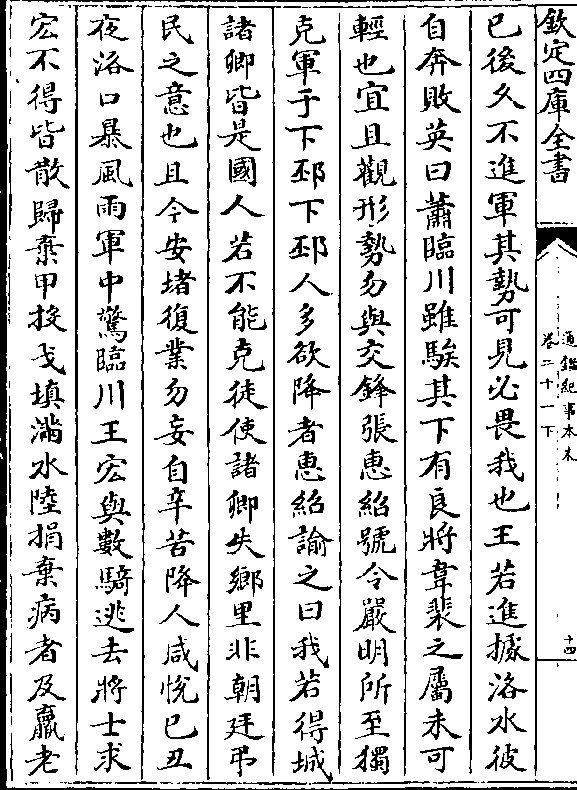 欽定四庫全書
通鑑紀事本末
卷二十一下
十四
已後久不進軍其勢可見必畏我也王若進據洛水彼
自奔敗英曰蕭臨川雖騃其下有良將韋裴之屬未可
輕也宜且觀形勢勿與交鋒張惠紹號令嚴明所至獨
克軍于下邳下邳人多欲降者惠紹諭之曰我若得城
諸卿皆是國人若不能克徒使諸卿失鄉里非朝廷弔
民之意也且今安堵復業勿妄自辛苦降人咸悅已丑
夜洛口暴風雨軍中驚臨川王宏與數騎逃去將士求
宏不得皆散歸棄甲投戈填滿水陸捐棄病者及羸老